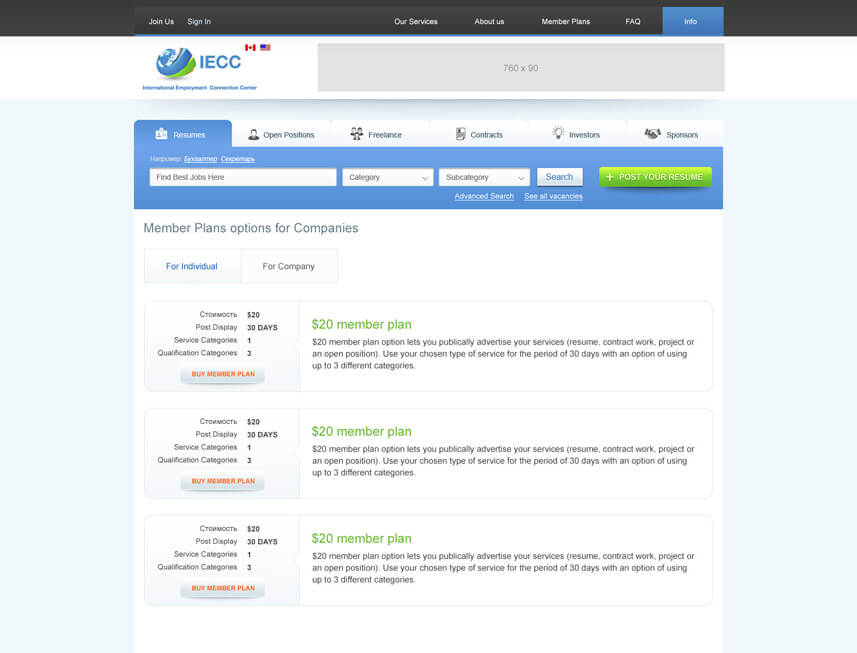 Join Us Sign In Our Services About us Member Plans FAQ Info
IECC
International Employment Connection Center
760 x 90
Resumes Open Positions Freelance Contracts Investors Sponsors
Например: Бухгалтер Секретарь
Find Best Jobs Here Category Subcategory Search + POST YOUR RESUME
Advanced Search See all vacancies
Member Plans options for Companies
For Individual For Company
Стоимость $20
Post Display 30 DAYS
Service Categories 1
Qualification Categories 3
BUY MEMBER PLAN
$20 member plan
$20 member plan option lets you publically advertise your services (resume, contract work, project or
an open position). Use your chosen type of service for the period of 30 days with an option of using
up to 3 different categories.
Стоимость $20
Post Display 30 DAYS
Service Categories 1
Qualification Categories 3
BUY MEMBER PLAN
$20 member plan
$20 member plan option lets you publically advertise your services (resume, contract work, project or
an open position). Use your chosen type of service for the period of 30 days with an option of using
up to 3 different categories.
Стоимость $20
Post Display 30 DAYS
Service Categories 1
Qualification Categories 3
BUY MEMBER PLAN
$20 member plan
$20 member plan option lets you publically advertise your services (resume, contract work, project or
an open position). Use your chosen type of service for the period of 30 days with an option of using
up to 3 different categories.